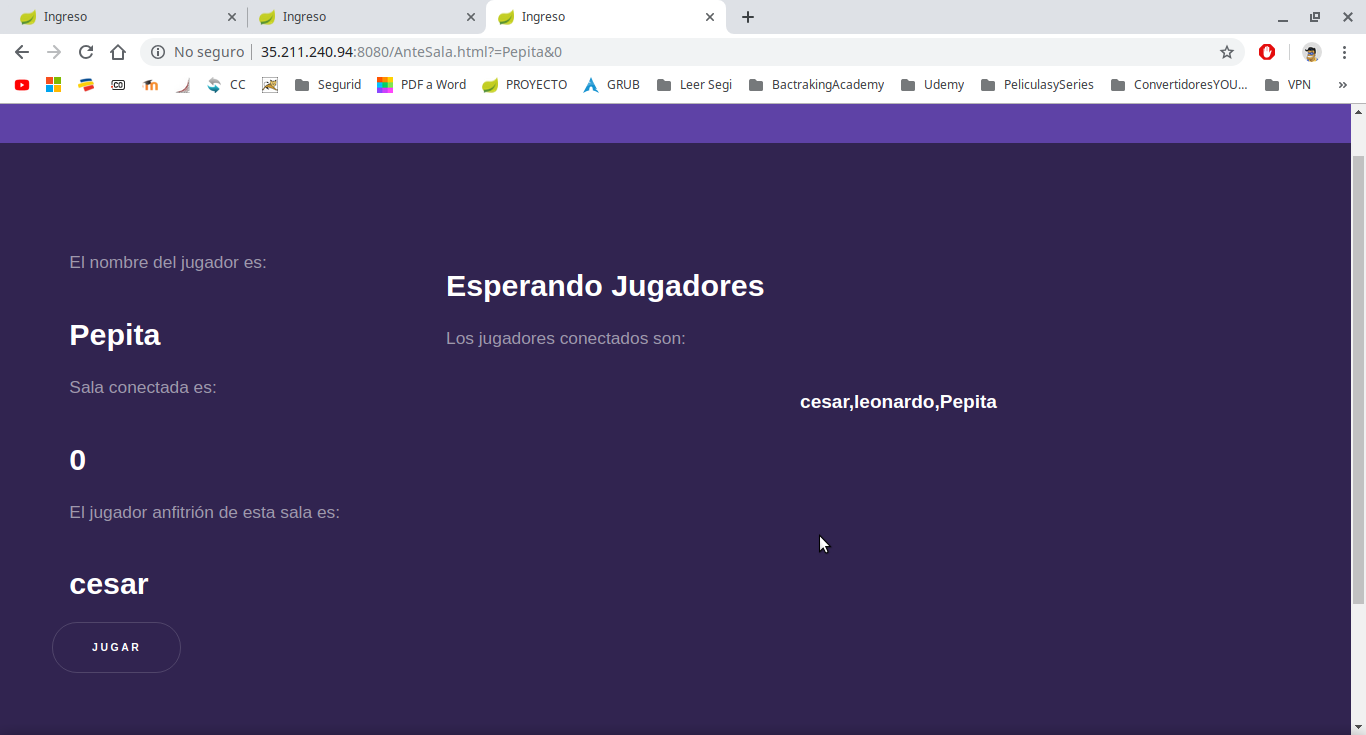 Ingreso
Ingreso
Ingreso
No seguro 35.211.240.94:8080/AnteSala.html?=Pepita&0
CC Segurid PDF a Word PROYECTO GRUB Leer Segi BactrakingAcademy Udemy PeliculasySeries ConvertidoresYOU... VPN »
El nombre del jugador es:
Pepita
Sala conectada es:
0
El jugador anfitrión de esta sala es:
cesar
JUGAR
Esperando Jugadores
Los jugadores conectados son:
cesar,leonardo,Pepita